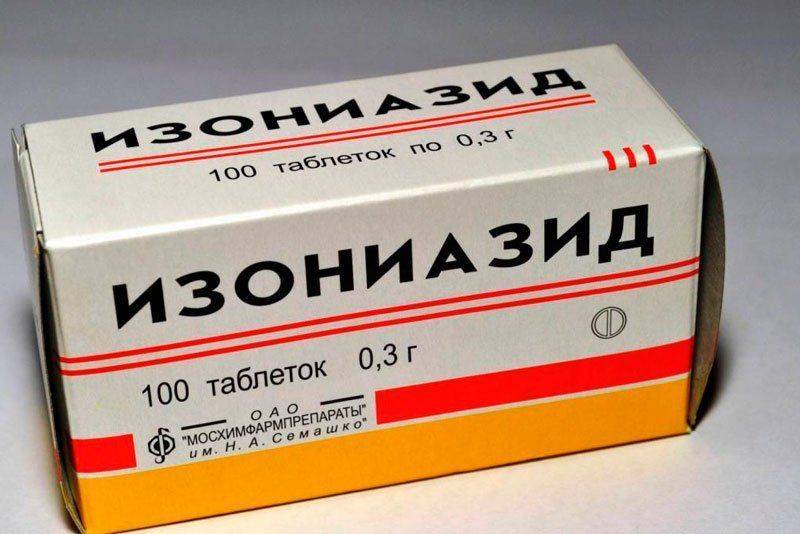 ИЗОНИАЗИД
100 таблеток по 0,3 г
ИЗОНИАЗИД
100 таблеток 0,3 г
ОАО
"МОСХИМФАРМПРЕПАРАТЫ"
им. Н. А. Семашко"